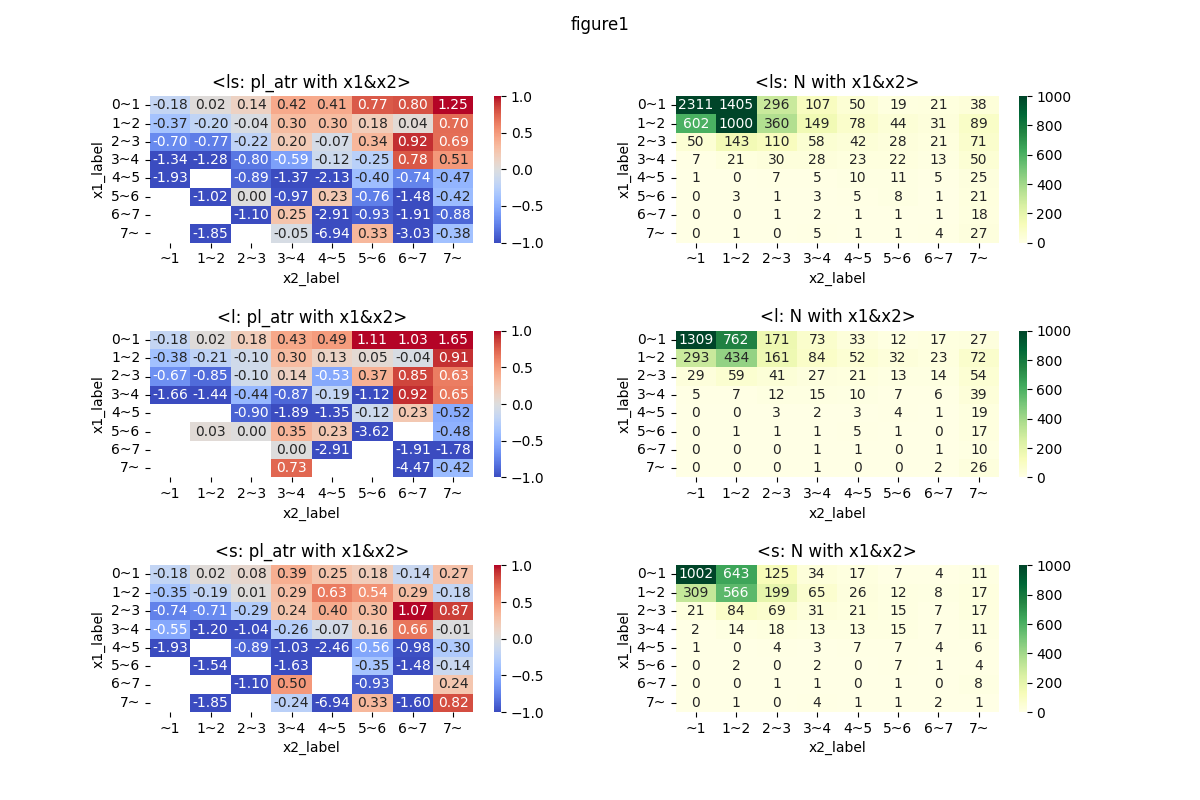 figure1
<ls: pl_atr with x1&x2>
x1_label
0~1 -0.18 0.02 0.14 0.42 0.41 0.77 0.80 1.25
1~2 -0.37 -0.20 -0.04 0.30 0.30 0.18 0.04 0.70
2~3 -0.70 -0.77 -0.22 0.20 -0.07 0.34 0.92 0.69
3~4 -1.34 -1.28 -0.80 -0.59 -0.12 -0.25 0.78 0.51
4~5 -1.93 -0.89 -1.37 -2.13 -0.40 -0.74 -0.47
5~6 -1.02 0.00 -0.97 0.23 -0.76 -1.48 -0.42
6~7 -1.10 0.25 -2.91 -0.93 -1.91 -0.88
7~ -1.85 -0.05 -6.94 0.33 -3.03 -0.38
~1 1~2 2~3 3~4 4~5 5~6 6~7 7~
x2_label
1.0
0.5
0.0
−0.5
−1.0
<ls: N with x1&x2>
x1_label
0~1 2311 1405 296 107 50 19 21 38
1~2 602 1000 360 149 78 44 31 89
2~3 50 143 110 58 42 28 21 71
3~4 7 21 30 28 23 22 13 50
4~5 1 0 7 5 10 11 5 25
5~6 0 3 1 3 5 8 1 21
6~7 0 0 1 2 1 1 1 18
7~ 0 1 0 5 1 1 4 27
~1 1~2 2~3 3~4 4~5 5~6 6~7 7~
x2_label
1000
800
600
400
200
0
<l: pl_atr with x1&x2>
x1_label
0~1 -0.18 0.02 0.18 0.43 0.49 1.11 1.03 1.65
1~2 -0.38 -0.21 -0.10 0.30 0.13 0.05 -0.04 0.91
2~3 -0.67 -0.85 -0.10 0.14 -0.53 0.37 0.85 0.63
3~4 -1.66 -1.44 -0.44 -0.87 -0.19 -1.12 0.92 0.65
4~5 -0.90 -1.89 -1.35 -0.12 0.23 -0.52
5~6 0.03 0.00 0.35 0.23 -3.62 -0.48
6~7 0.00 -2.91 -1.91 -1.78
7~ 0.73 -4.47 -0.42
~1 1~2 2~3 3~4 4~5 5~6 6~7 7~
x2_label
1.0
0.5
0.0
−0.5
−1.0
<l: N with x1&x2>
x1_label
0~1 1309 762 171 73 33 12 17 27
1~2 293 434 161 84 52 32 23 72
2~3 29 59 41 27 21 13 14 54
3~4 5 7 12 15 10 7 6 39
4~5 0 0 3 2 3 4 1 19
5~6 0 1 1 1 5 1 0 17
6~7 0 0 0 1 1 0 1 10
7~ 0 0 0 1 0 0 2 26
~1 1~2 2~3 3~4 4~5 5~6 6~7 7~
x2_label
1000
800
600
400
200
0
<s: pl_atr with x1&x2>
x1_label
0~1 -0.18 0.02 0.08 0.39 0.25 0.18 -0.14 0.27
1~2 -0.35 -0.19 0.01 0.29 0.63 0.54 0.29 -0.18
2~3 -0.74 -0.71 -0.29 0.24 0.40 0.30 1.07 0.87
3~4 -0.55 -1.20 -1.04 -0.26 -0.07 0.16 0.66 -0.01
4~5 -1.93 -0.89 -1.03 -2.46 -0.56 -0.98 -0.30
5~6 -1.54 -1.63 -0.35 -1.48 -0.14
6~7 -1.10 0.50 -0.93 0.24
7~ -1.85 -0.24 -6.94 0.33 -1.60 0.82
~1 1~2 2~3 3~4 4~5 5~6 6~7 7~
x2_label
1.0
0.5
0.0
−0.5
−1.0
<s: N with x1&x2>
x1_label
0~1 1002 643 125 34 17 7 4 11
1~2 309 566 199 65 26 12 8 17
2~3 21 84 69 31 21 15 7 17
3~4 2 14 18 13 13 15 7 11
4~5 1 0 4 3 7 7 4 6
5~6 0 2 0 2 0 7 1 4
6~7 0 0 1 1 0 1 0 8
7~ 0 1 0 4 1 1 2 1
~1 1~2 2~3 3~4 4~5 5~6 6~7 7~
x2_label
1000
800
600
400
200
0